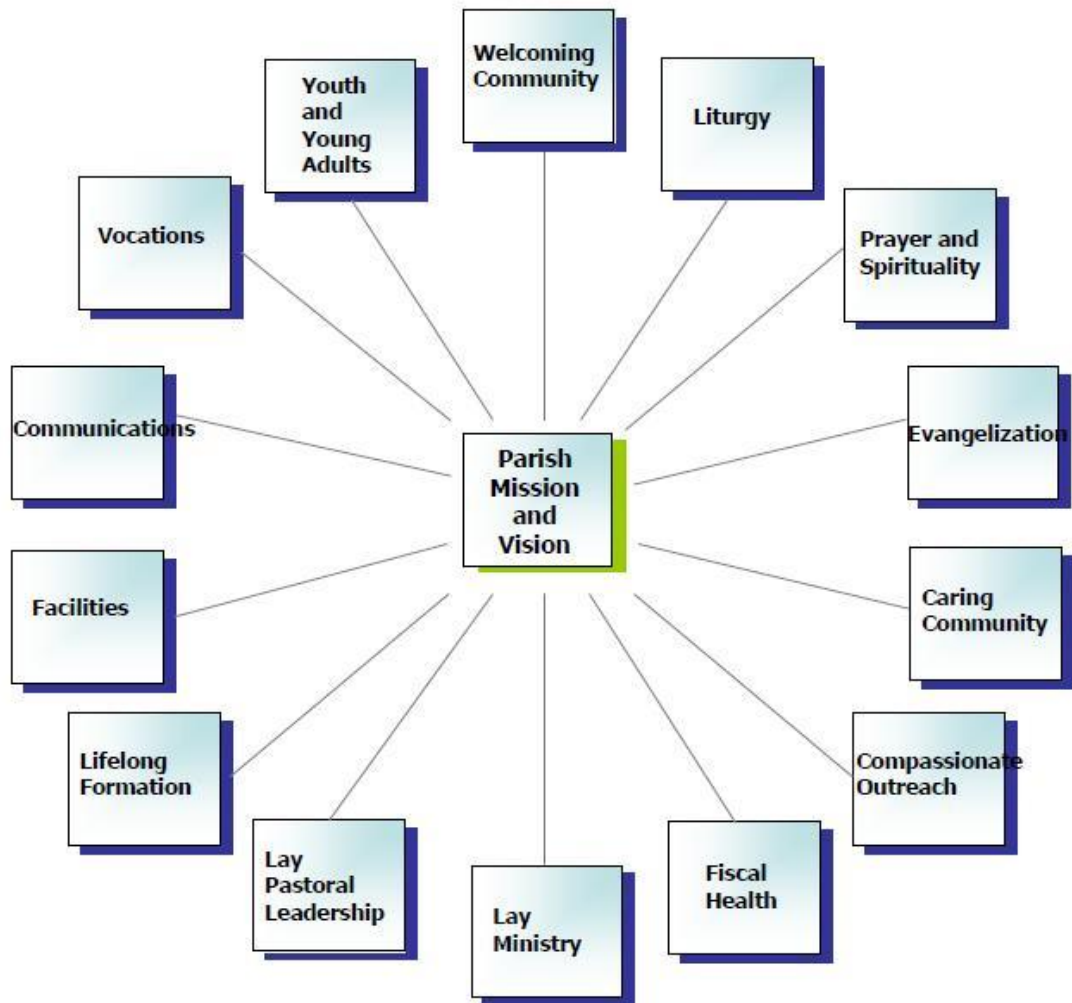 Welcoming
Community
Youth
and
Young
Adults
Liturgy
Vocations
Prayer and
Spirituality
Communications
Evangelization
Parish
Mission
and
Vision
Facilities
Caring
Community
Lifelong
Formation
Compassionate
Outreach
Lay
Pastoral
Leadership
Fiscal
Health
Lay
Ministry